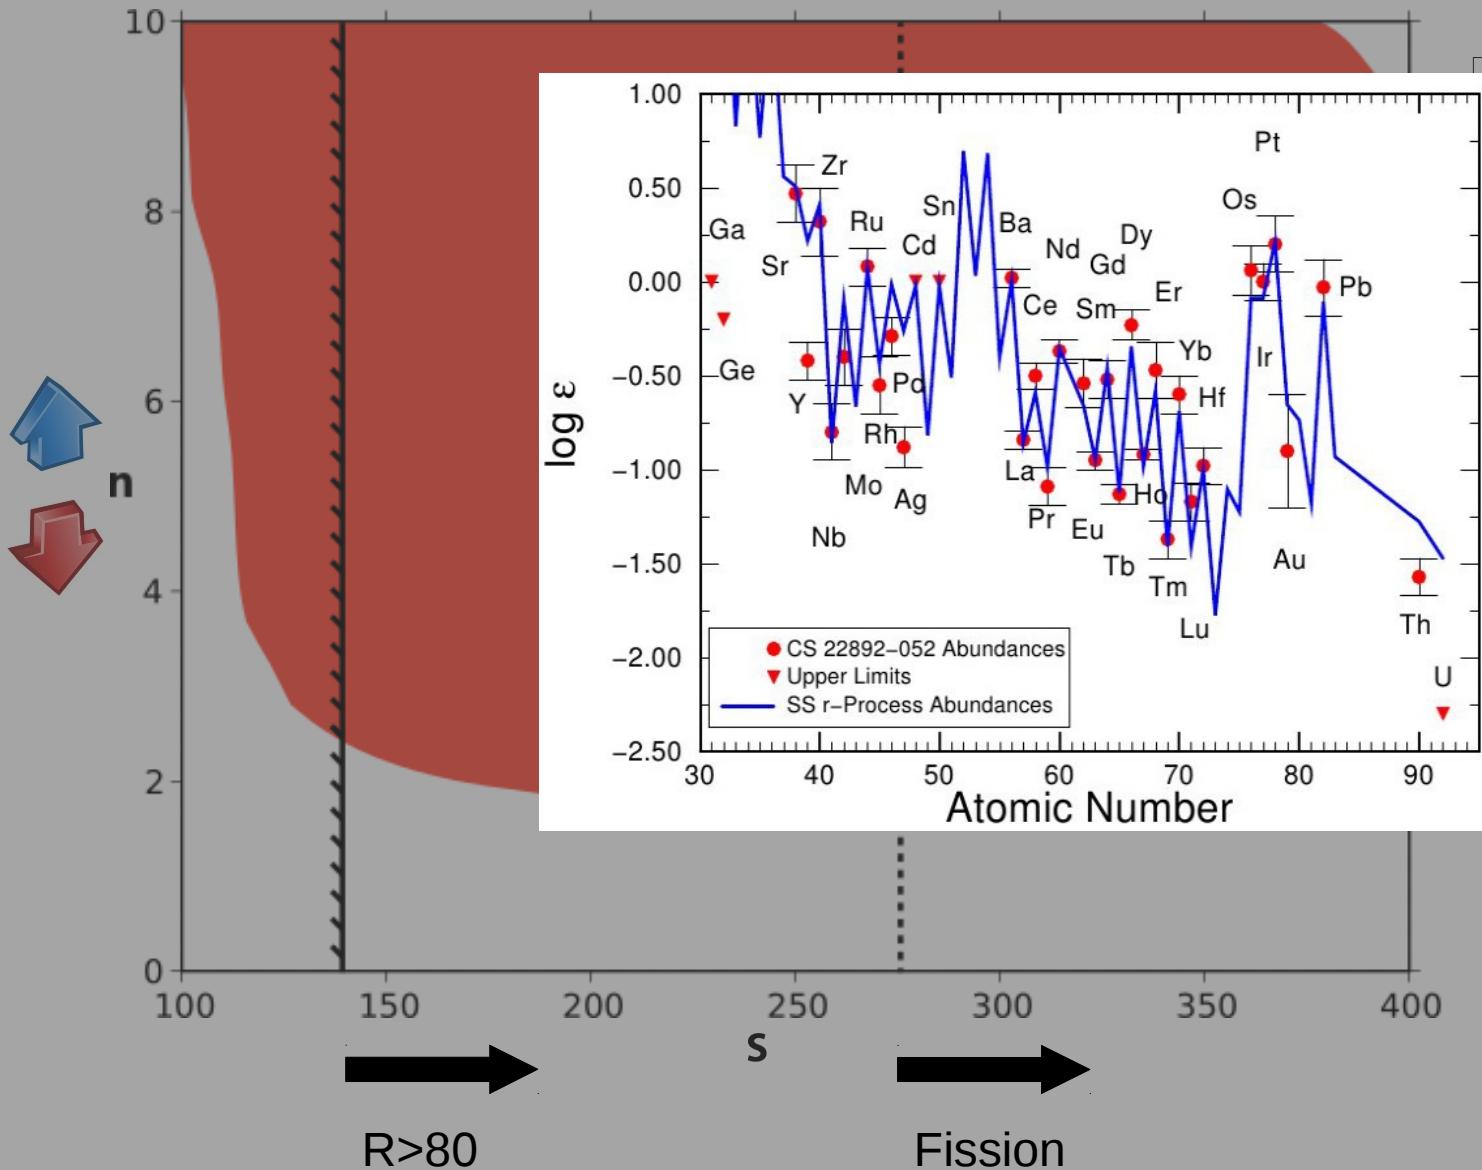 10
8
6
4
2
0
n
100
150
200
250
300
350
400
S
R>80
Fission
1.00
0.50
0.00
−0.50
−1.00
−1.50
−2.00
−2.50
log ε
30
40
50
60
70
80
90
Atomic Number
Ga
Ge
Sr
Y
Zr
Nb
Mo
Ru
Rh
Pd
Ag
Cd
Sn
Ba
La
Ce
Pr
Nd
Sm
Eu
Gd
Tb
Dy
Ho
Er
Tm
Yb
Lu
Hf
Os
Ir
Pt
Au
Pb
Th
U
CS 22892−052 Abundances
Upper Limits
SS r−Process Abundances